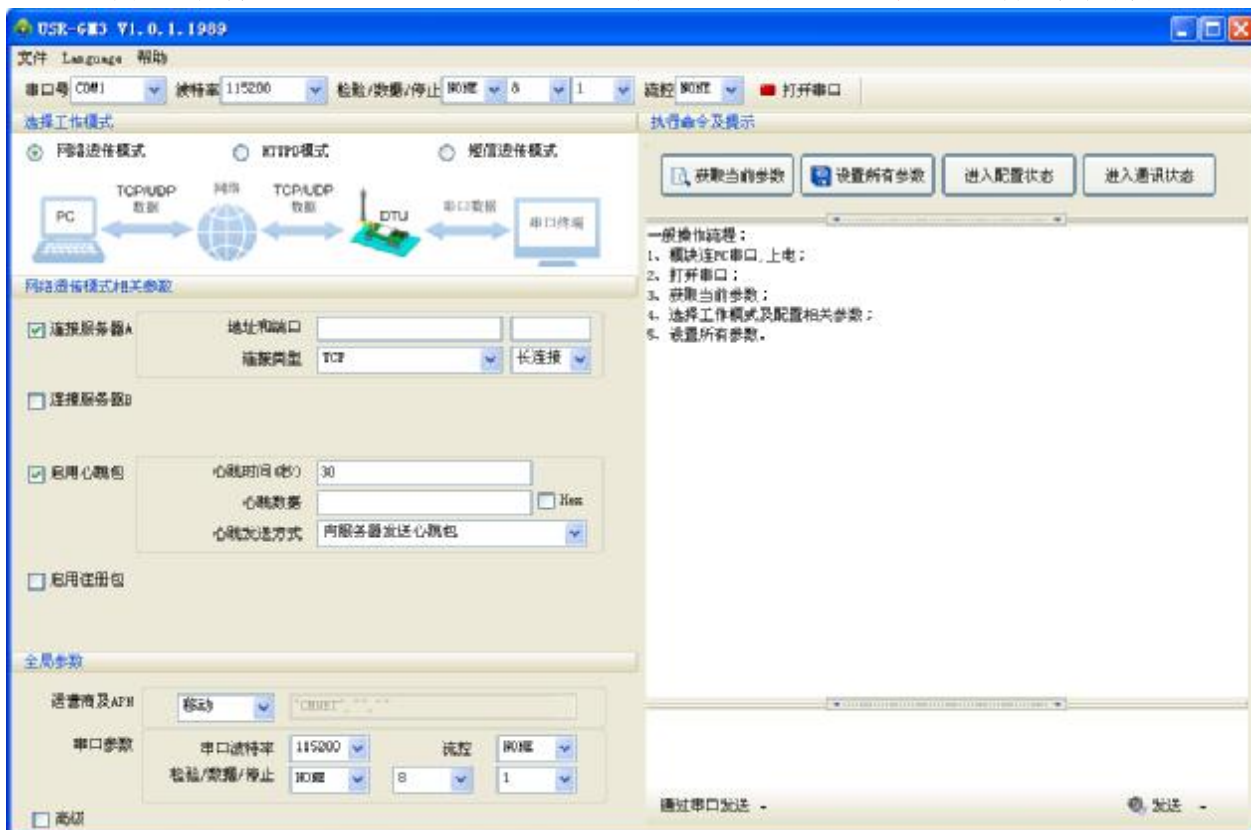 USR-GM3 V1.0.1.1989
文件 Language 帮助
串口号 COM1 波特率 115200 检验/数据/停止 NONE 8 1 流控 NONE 打开串口
选择工作模式
执行命令及提示
网络透传模式 HTTPD模式 短信透传模式
获取当前参数 设置所有参数 进入配置状态 进入通讯状态
TCP/UDP 网络 TCP/UDP
PC 数据 数据 DTU 串口数据 串口终端
一般操作流程:
1、模块连PC串口,上电;
2、打开串口;
3、获取当前参数;
4、选择工作模式及配置相关参数;
5、设置所有参数。
网络透传模式相关参数
连接服务器A 地址和端口
连接类型 TCP 长连接
连接服务器B
启用心跳包 心跳时间(秒) 30
心跳数据 Hex
心跳发送方式 向服务器发送心跳包
启用注册包
全局参数
运营商及APN 移动 "CMNET","",""
串口参数 串口波特率 115200 流控 NONE
检验/数据/停止 NONE 8 1
高级
通过串口发送 发送